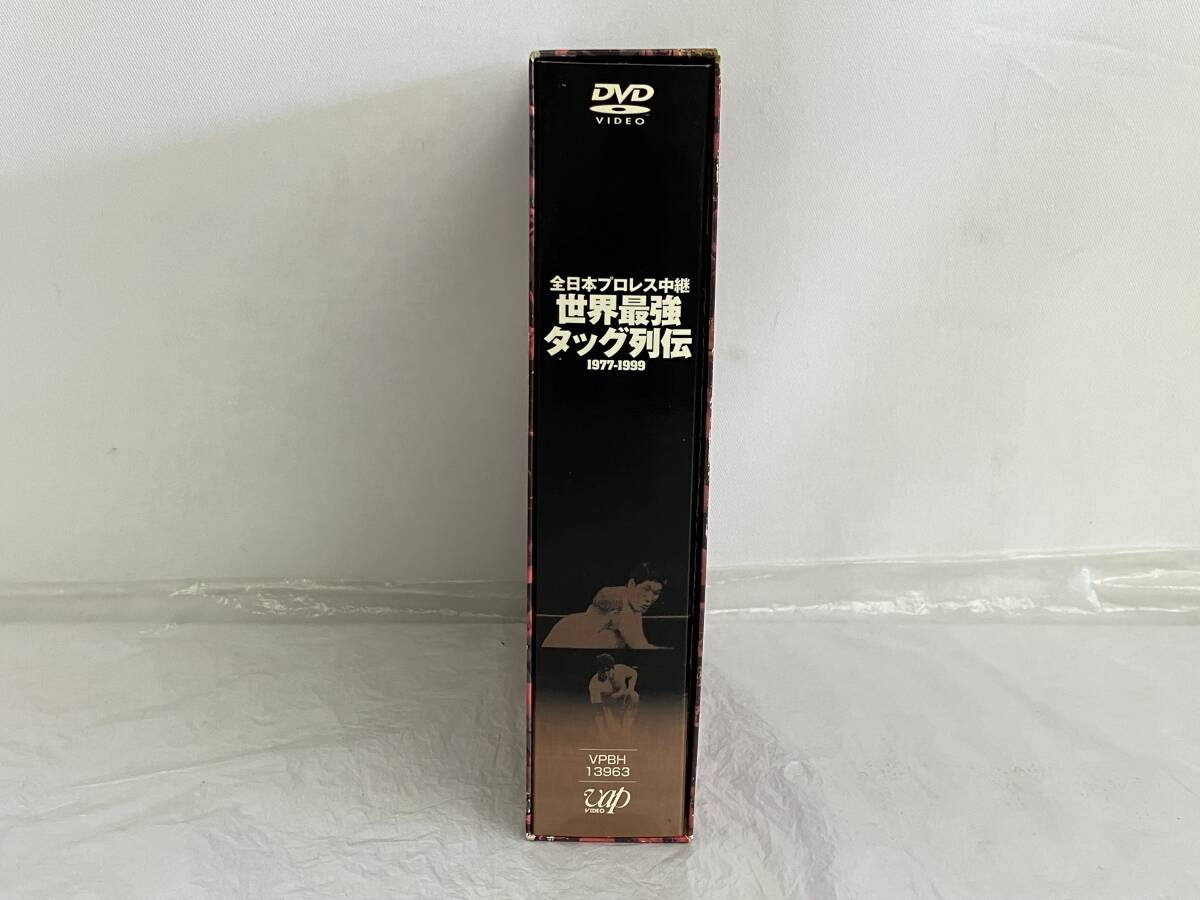 DVD
VIDEO
全日本プロレス中継
世界最強
タッグ列伝
1977-1999
VPBH
13963
vap
VIDEO